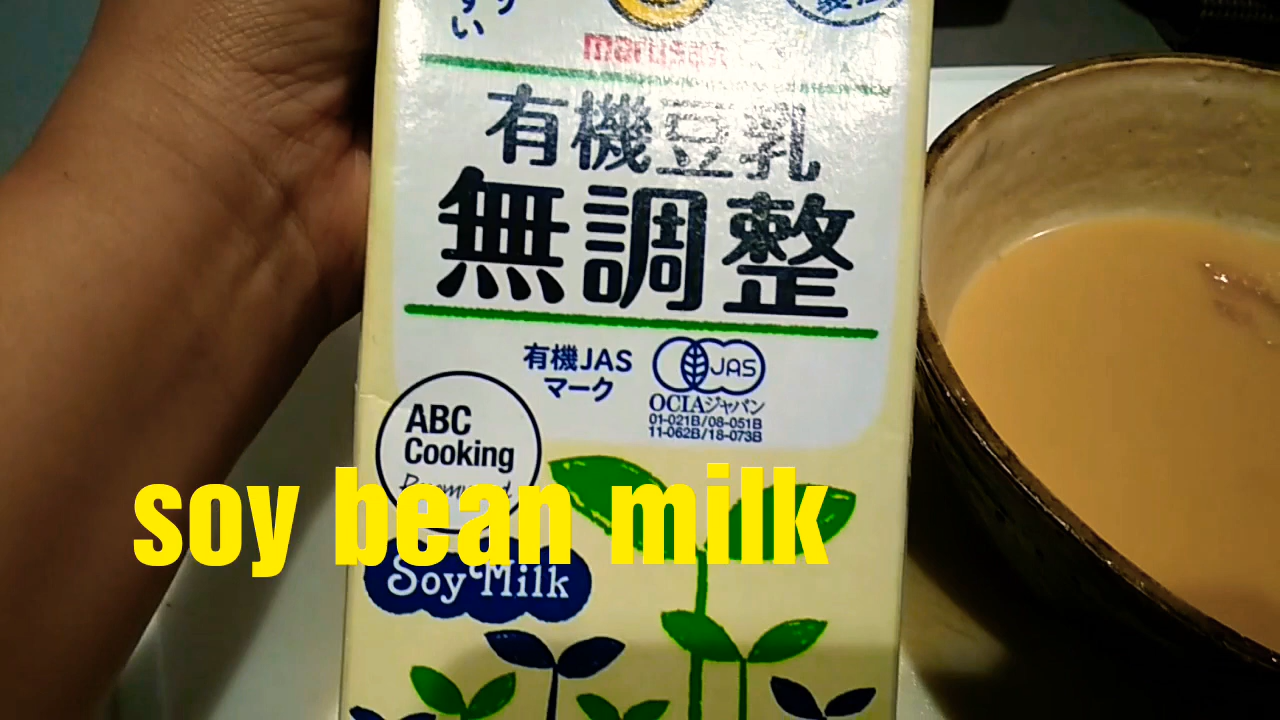 marusan
有機豆乳
無調整
有機JAS
マーク
JAS
OCIAジャパン
01-021B/08-051B
11-062B/18-073B
ABC
Cooking
soy bean milk
Soy Milk